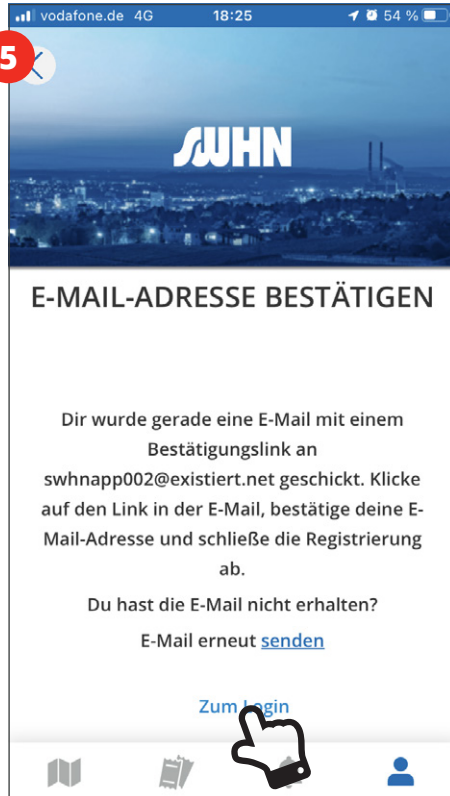 vodafone.de 4G 18:25 54 %
5
SWHN
E-MAIL-ADRESSE BESTÄTIGEN
Dir wurde gerade eine E-Mail mit einem
Bestätigungslink an
swhnapp002@existiert.net geschickt. Klicke
auf den Link in der E-Mail, bestätige deine E-
Mail-Adresse und schließe die Registrierung
ab.
Du hast die E-Mail nicht erhalten?
E-Mail erneut senden
Zum Login